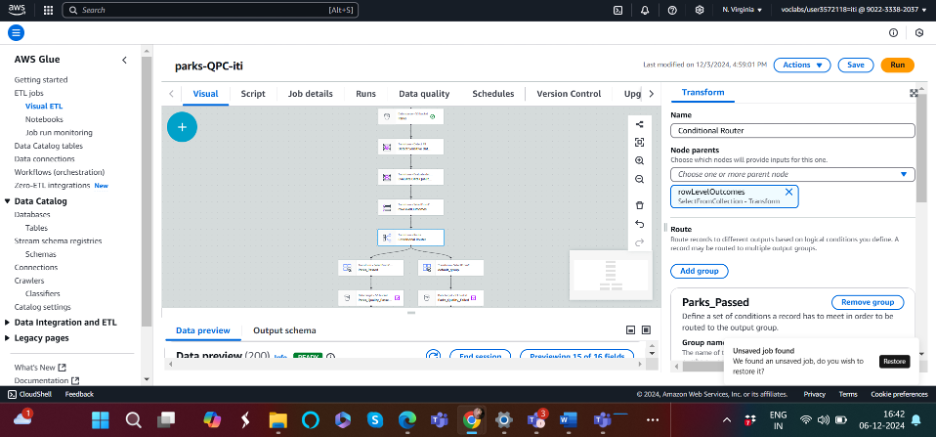 aws
Search
[Alt+S]
N. Virginia
voclabs/user3572118=iti @ 9022-3338-2037
AWS Glue
Getting started
ETL jobs
Visual ETL
Notebooks
Job run monitoring
Data Catalog tables
Data connections
Workflows (orchestration)
Zero-ETL integrations New
Data Catalog
Databases
Tables
Stream schema registries
Schemas
Connections
Crawlers
Classifiers
Catalog settings
Data Integration and ETL
Legacy pages
What's New
Documentation
parks-QPC-iti
Last modified on 12/3/2024, 4:59:01 PM
Actions
Save
Run
Visual
Script
Job details
Runs
Data quality
Schedules
Version Control
Upg
Data preview
Output schema
Data preview (200)
Info
READY
End session
Previewing 15 of 16 fields
Transform
Name
Conditional Router
Node parents
Choose which nodes will provide inputs for this one.
Choose one or more parent node
rowLevelOutcomes
SelectFromCollection - Transform
Route
Route records to different outputs based on logical conditions you define. A
record may be routed to multiple output groups.
Add group
Parks_Passed
Remove group
Define a set of conditions a record has to meet in order to be
routed to the output group.
Group name
The name of t
Unsaved job found
We found an unsaved job, do you wish to
restore it?
Restore
CloudShell
Feedback
© 2024, Amazon Web Services, Inc. or its affiliates.
Privacy
Terms
Cookie preferences
ENG
IN
16:42
06-12-2024